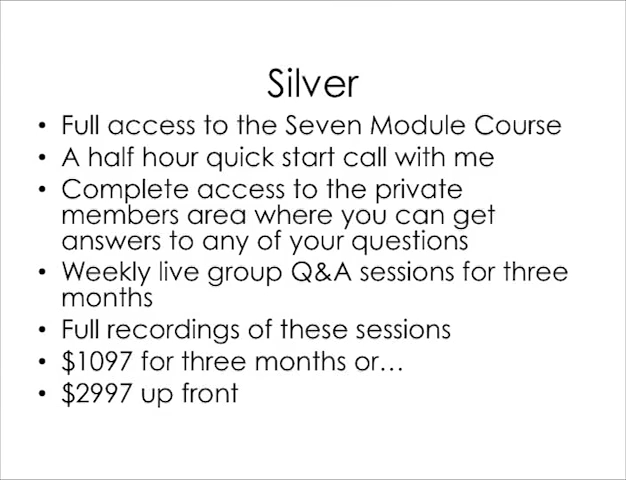 Silver
• Full access to the Seven Module Course
• A half hour quick start call with me
• Complete access to the private
members area where you can get
answers to any of your questions
• Weekly live group Q&A sessions for three
months
• Full recordings of these sessions
• $1097 for three months or…
• $2997 up front